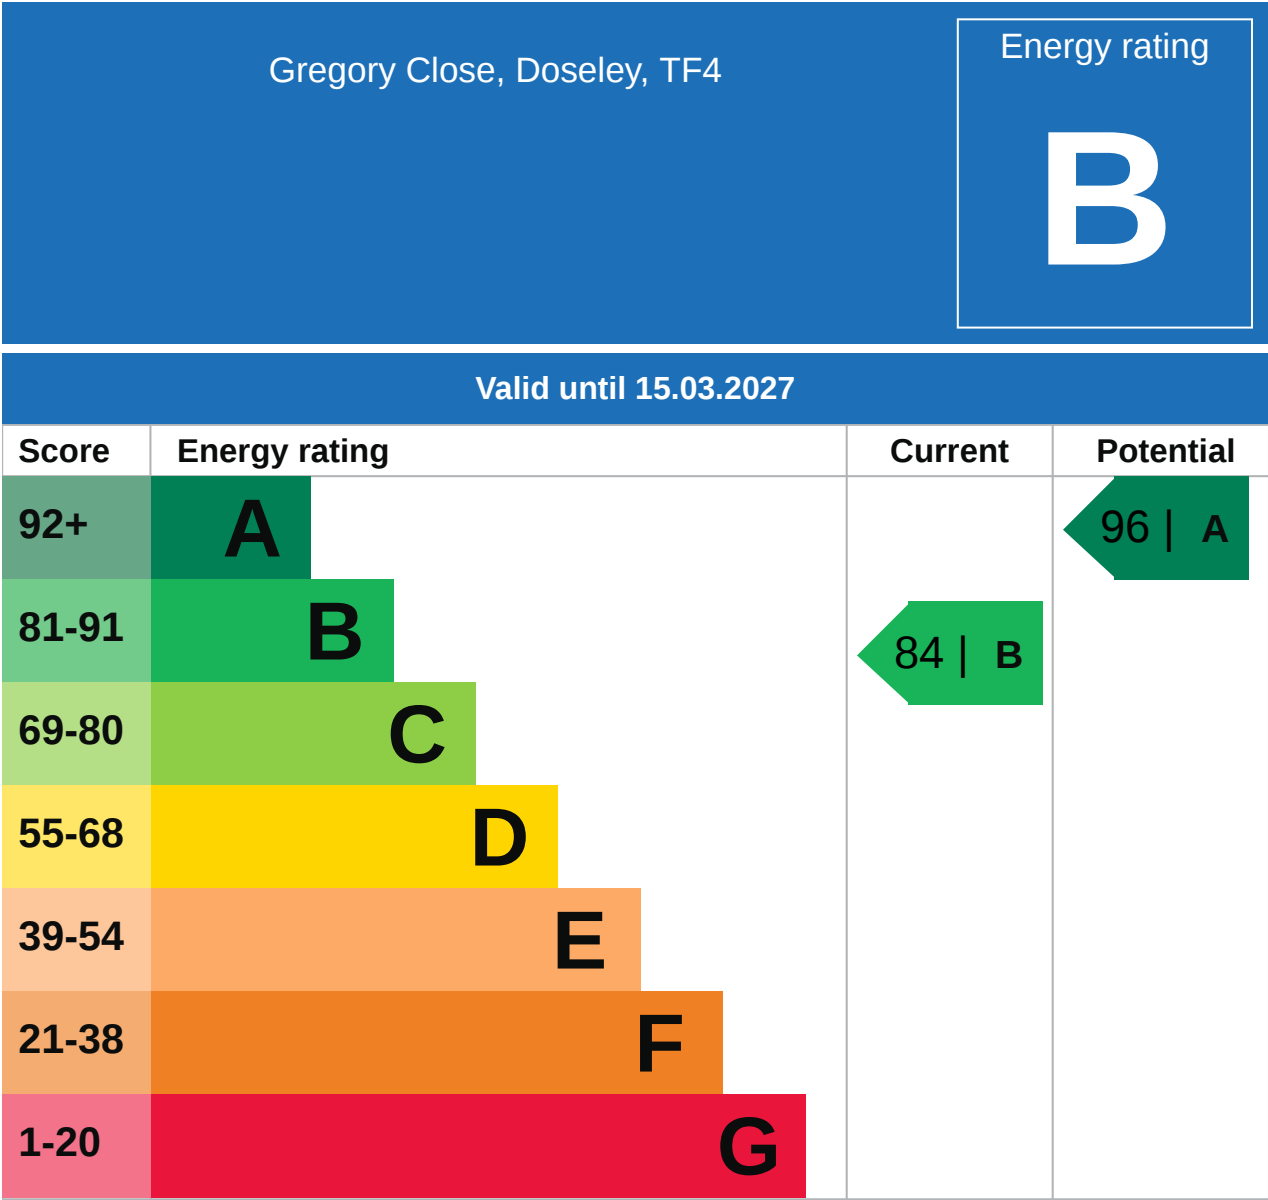 Gregory Close, Doseley, TF4
Energy rating
B
Valid until 15.03.2027
Score Energy rating Current Potential
92+ A 96 | A
81-91 B 84 | B
69-80 C
55-68 D
39-54 E
21-38 F
1-20 G